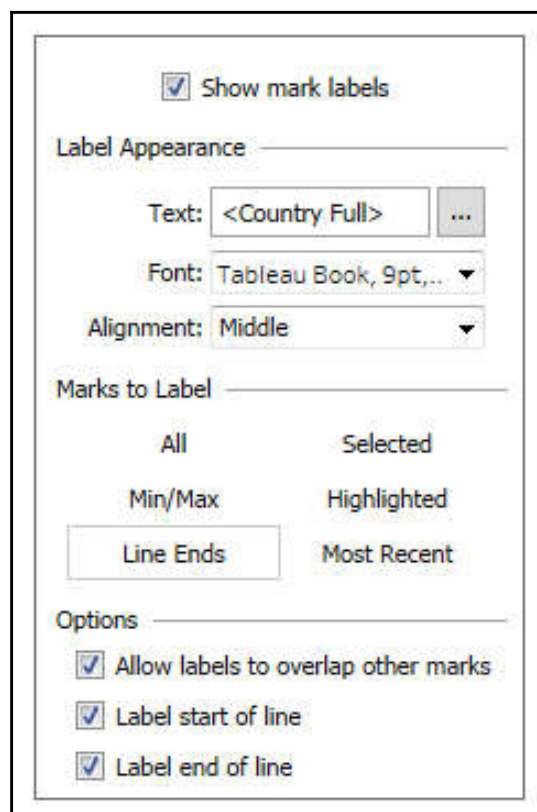 Show mark labels
Label Appearance
Text: <Country Full> ...
Font: Tableau Book, 9pt,..
Alignment: Middle
Marks to Label
All Selected
Min/Max Highlighted
Line Ends Most Recent
Options
Allow labels to overlap other marks
Label start of line
Label end of line